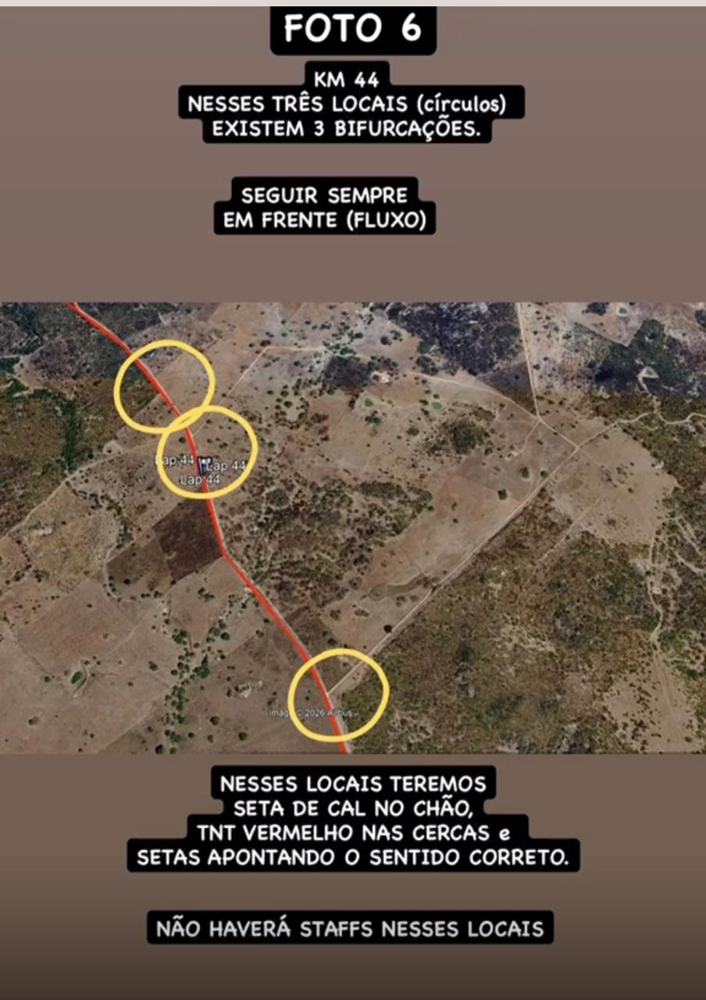 FOTO 6
KM 44
NESSES TRÊS LOCAIS (círculos)
EXISTEM 3 BIFURCAÇÕES.
SEGUIR SEMPRE
EM FRENTE (FLUXO)
Lap 44
Lap 44
Lap 44
Image © 2026 Airbus
NESSES LOCAIS TEREMOS
SETA DE CAL NO CHÃO,
TNT VERMELHO NAS CERCAS e
SETAS APONTANDO O SENTIDO CORRETO.
NÃO HAVERÁ STAFFS NESSES LOCAIS